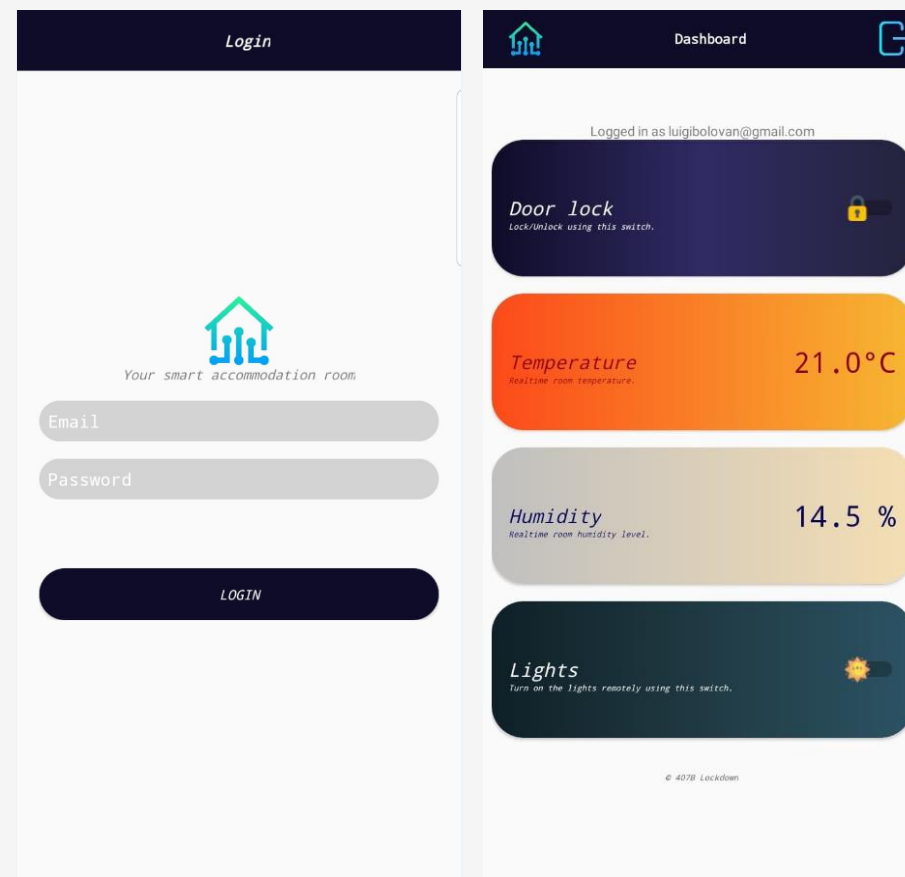 Login
Your smart accommodation room
Email
Password
LOGIN
Dashboard
Logged in as luigibolovan@gmail.com
Door lock
Lock/Unlock using this switch.
Temperature
Realtime room temperature.
21.0°C
Humidity
Realtime room humidity level.
14.5 %
Lights
Turn on the lights remotely using this switch.
© 407B Lockdown